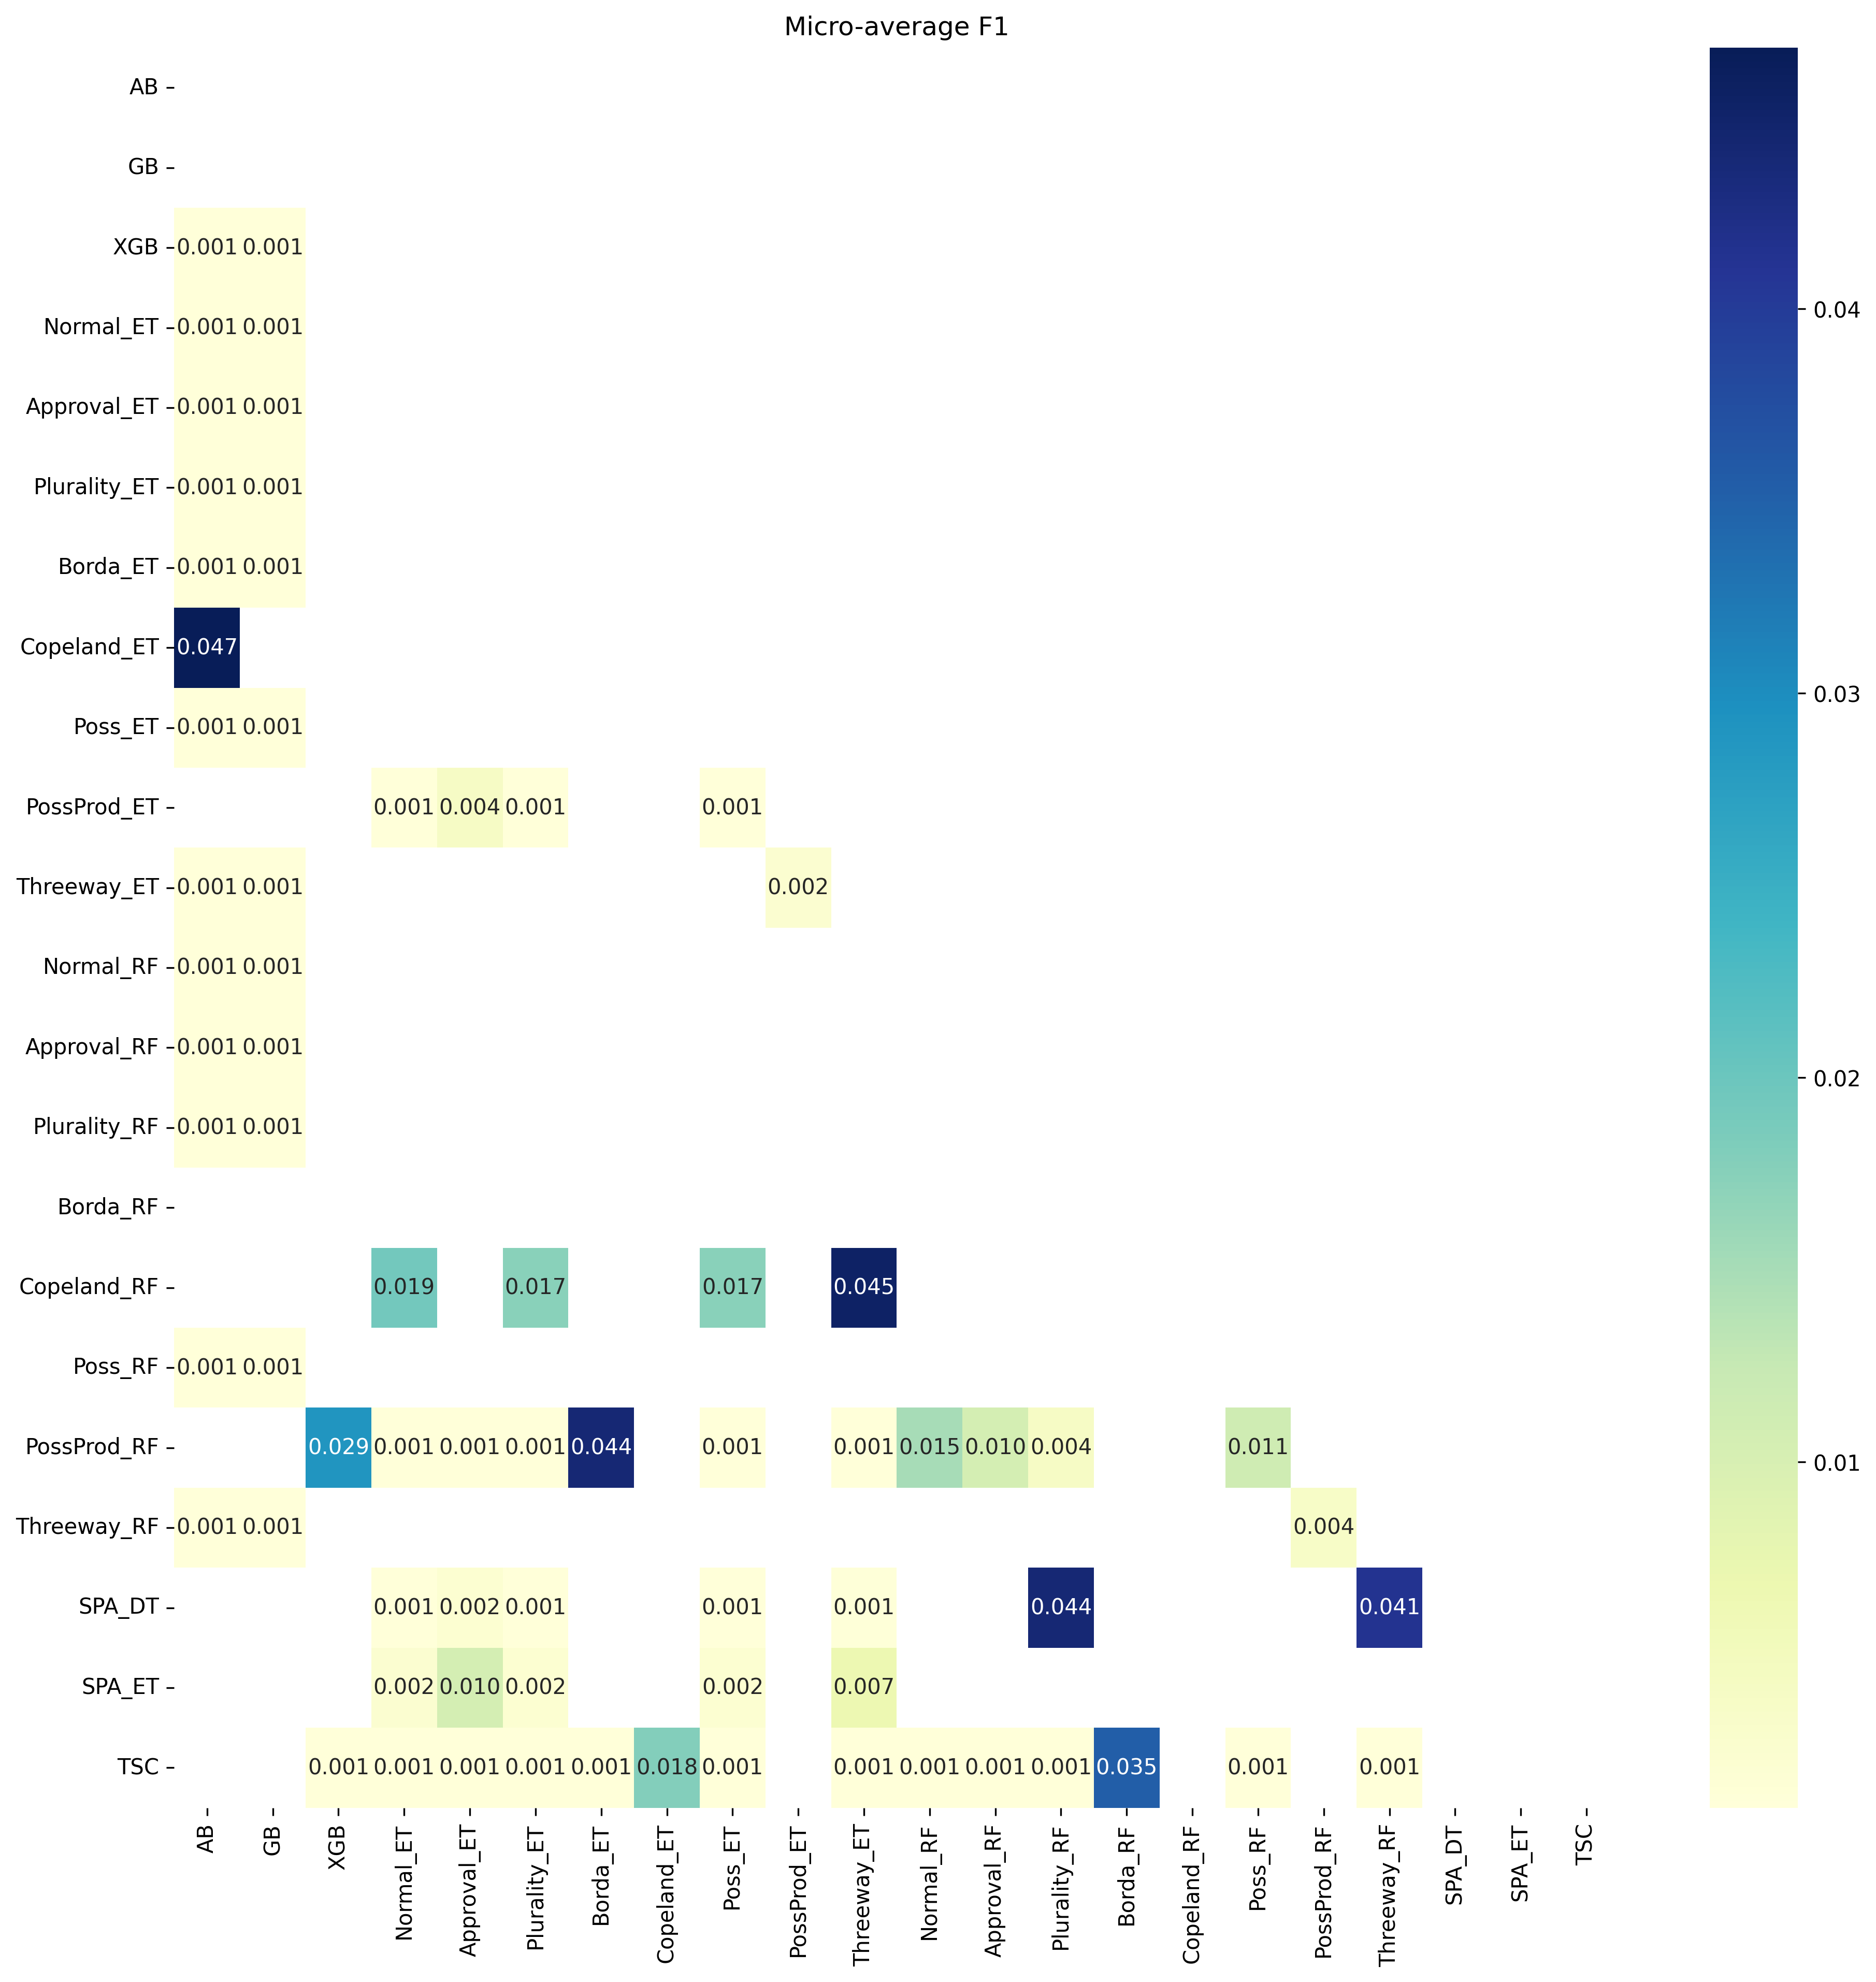 Micro-average F1
AB
GB
XGB 0.001 0.001
Normal_ET 0.001 0.001
Approval_ET 0.001 0.001
Plurality_ET 0.001 0.001
Borda_ET 0.001 0.001
Copeland_ET 0.047
Poss_ET 0.001 0.001
PossProd_ET 0.001 0.004 0.001 0.001
Threeway_ET 0.001 0.001 0.002
Normal_RF 0.001 0.001
Approval_RF 0.001 0.001
Plurality_RF 0.001 0.001
Borda_RF
Copeland_RF 0.019 0.017 0.017 0.045
Poss_RF 0.001 0.001
PossProd_RF 0.029 0.001 0.001 0.001 0.044 0.001 0.001 0.015 0.010 0.004 0.011
Threeway_RF 0.001 0.001 0.004
SPA_DT 0.001 0.002 0.001 0.001 0.001 0.044 0.041
SPA_ET 0.002 0.010 0.002 0.002 0.007
TSC 0.001 0.001 0.001 0.001 0.001 0.018 0.001 0.001 0.001 0.001 0.001 0.035 0.001 0.001
AB
GB
XGB
Normal_ET
Approval_ET
Plurality_ET
Borda_ET
Copeland_ET
Poss_ET
PossProd_ET
Threeway_ET
Normal_RF
Approval_RF
Plurality_RF
Borda_RF
Copeland_RF
Poss_RF
PossProd_RF
Threeway_RF
SPA_DT
SPA_ET
TSC
0.04
0.03
0.02
0.01